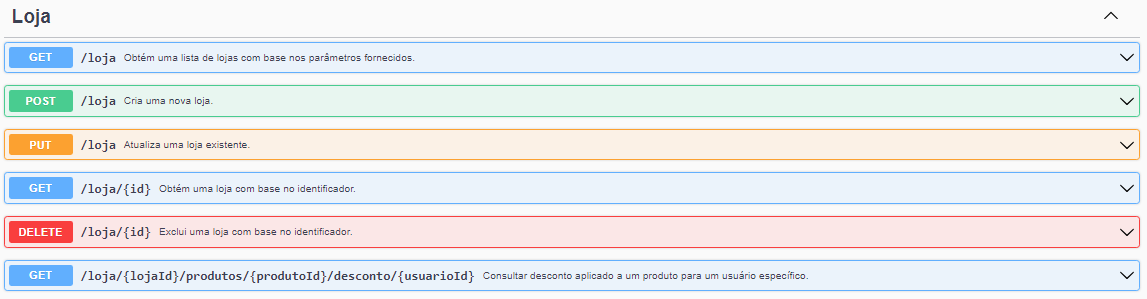 Loja
GET /loja Obtém uma lista de lojas com base nos parâmetros fornecidos.
POST /loja Cria uma nova loja.
PUT /loja Atualiza uma loja existente.
GET /loja/{id} Obtém uma loja com base no identificador.
DELETE /loja/{id} Exclui uma loja com base no identificador.
GET /loja/{lojaId}/produtos/{produtoId}/desconto/{usuarioId} Consultar desconto aplicado a um produto para um usuário específico.